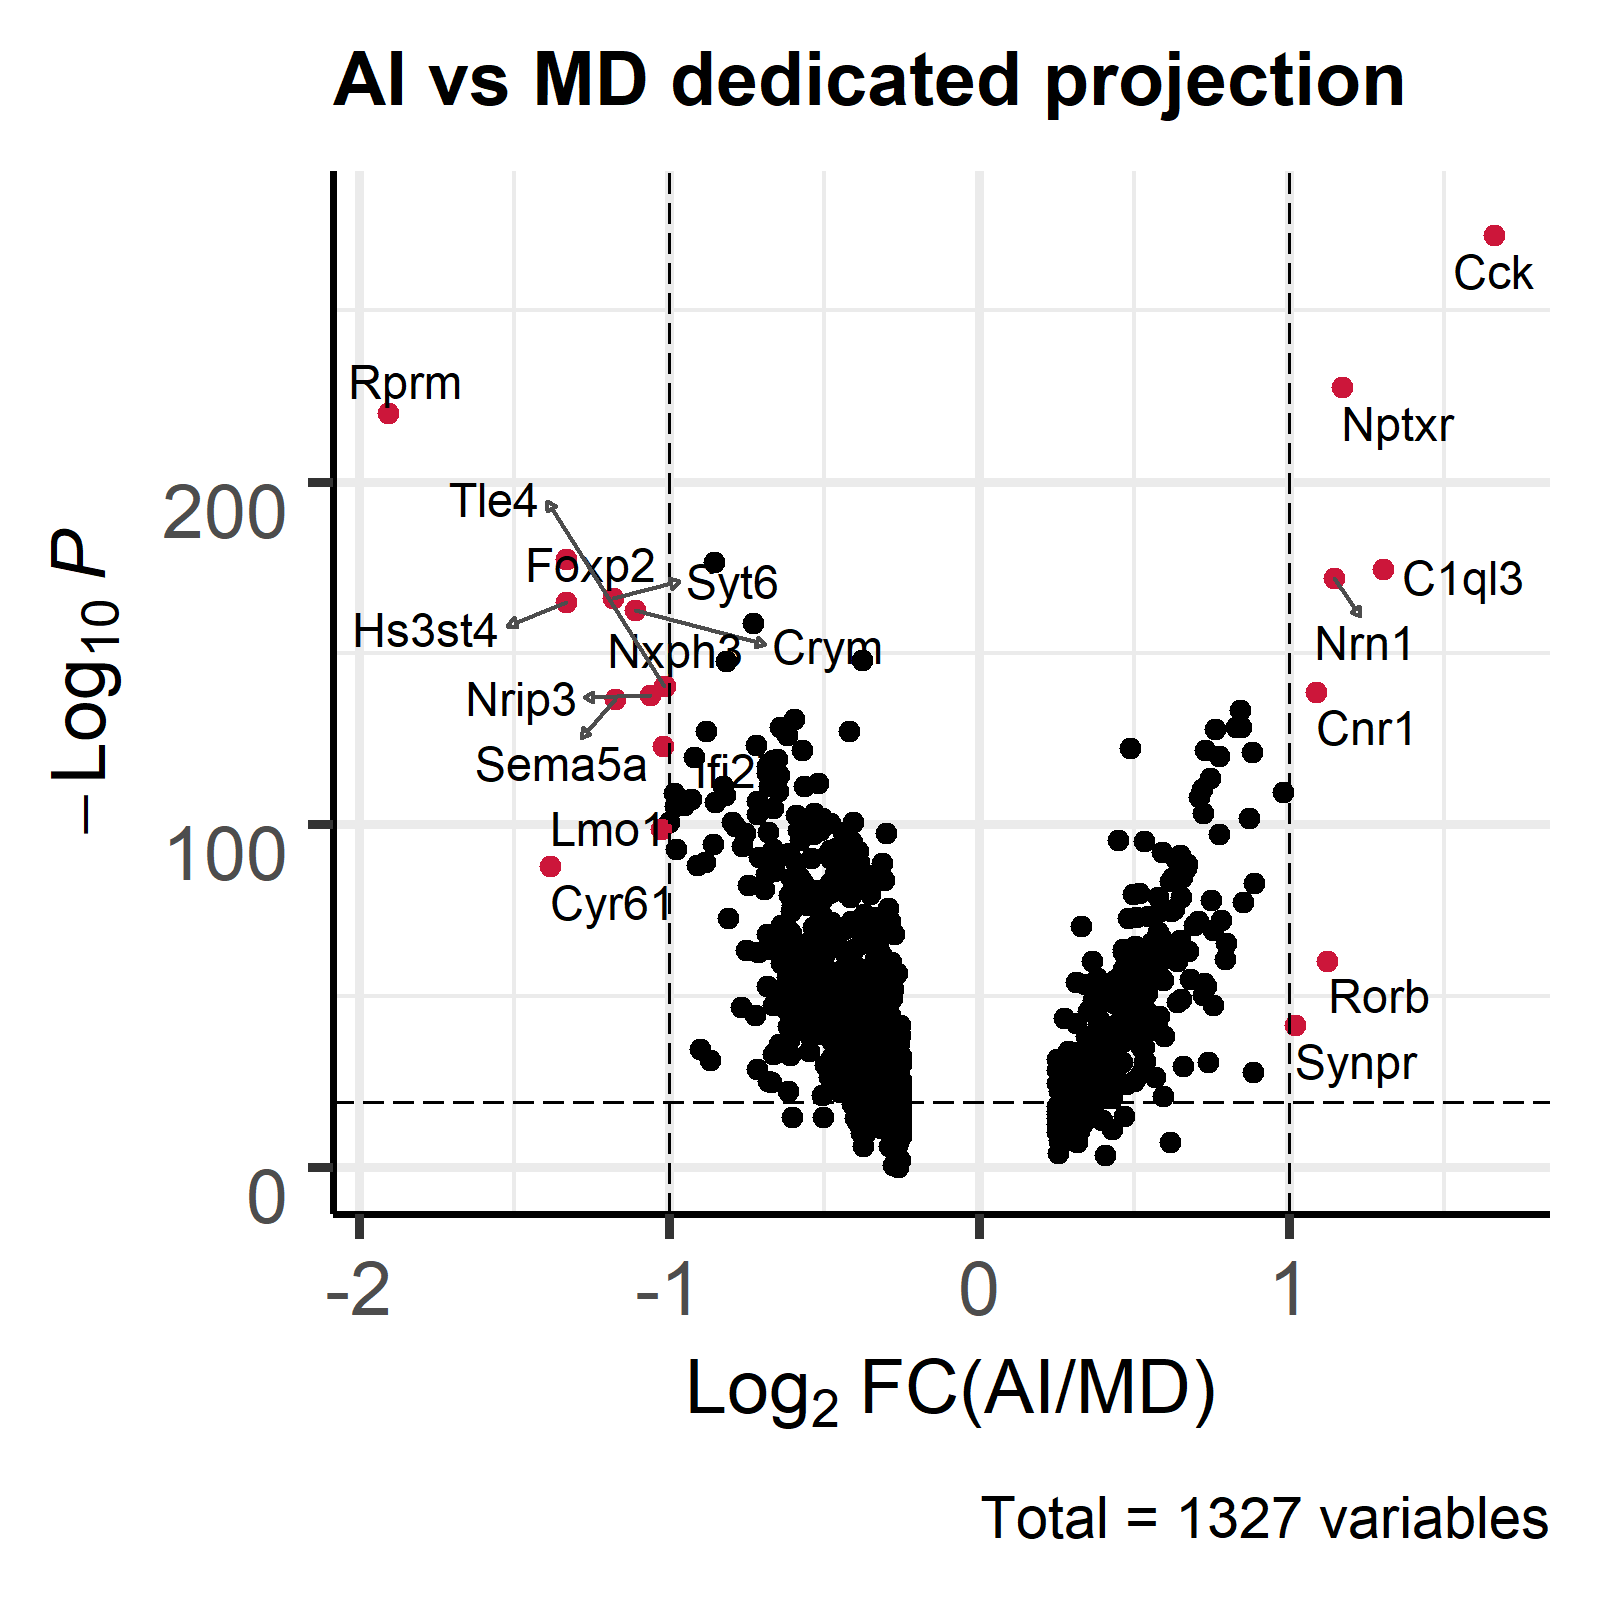 AI vs MD dedicated projection
Cck
Rprm
Nptxr
Tle4
Foxp2
Syt6
C1ql3
Hs3st4
Nxph3
Crym
Nrn1
Nrip3
Cnr1
Sema5a
Ifi2
Lmo1
Cyr61
Rorb
Synpr
200
100
0
−Log10 P
-2 -1 0 1
Log2 FC(AI/MD)
Total = 1327 variables